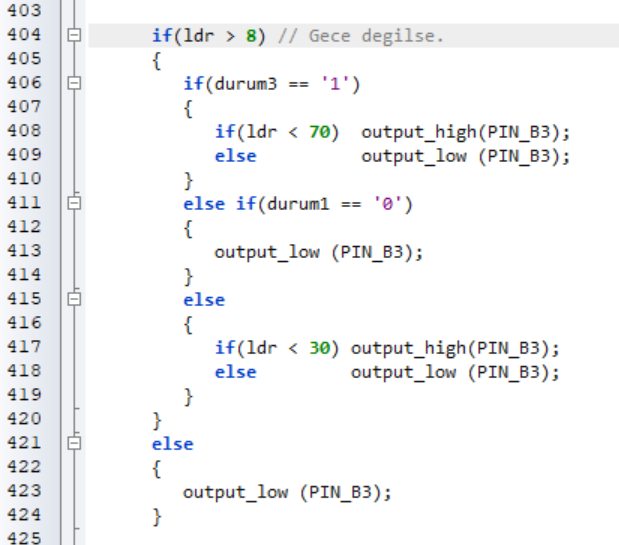 403
404 if(ldr > 8) // Gece degilse.
405 {
406 if(durum3 == '1')
407 {
408 if(ldr < 70) output_high(PIN_B3);
409 else output_low (PIN_B3);
410 }
411 else if(durum1 == '0')
412 {
413 output_low (PIN_B3);
414 }
415 else
416 {
417 if(ldr < 30) output_high(PIN_B3);
418 else output_low (PIN_B3);
419 }
420 }
421 else
422 {
423 output_low (PIN_B3);
424 }
425